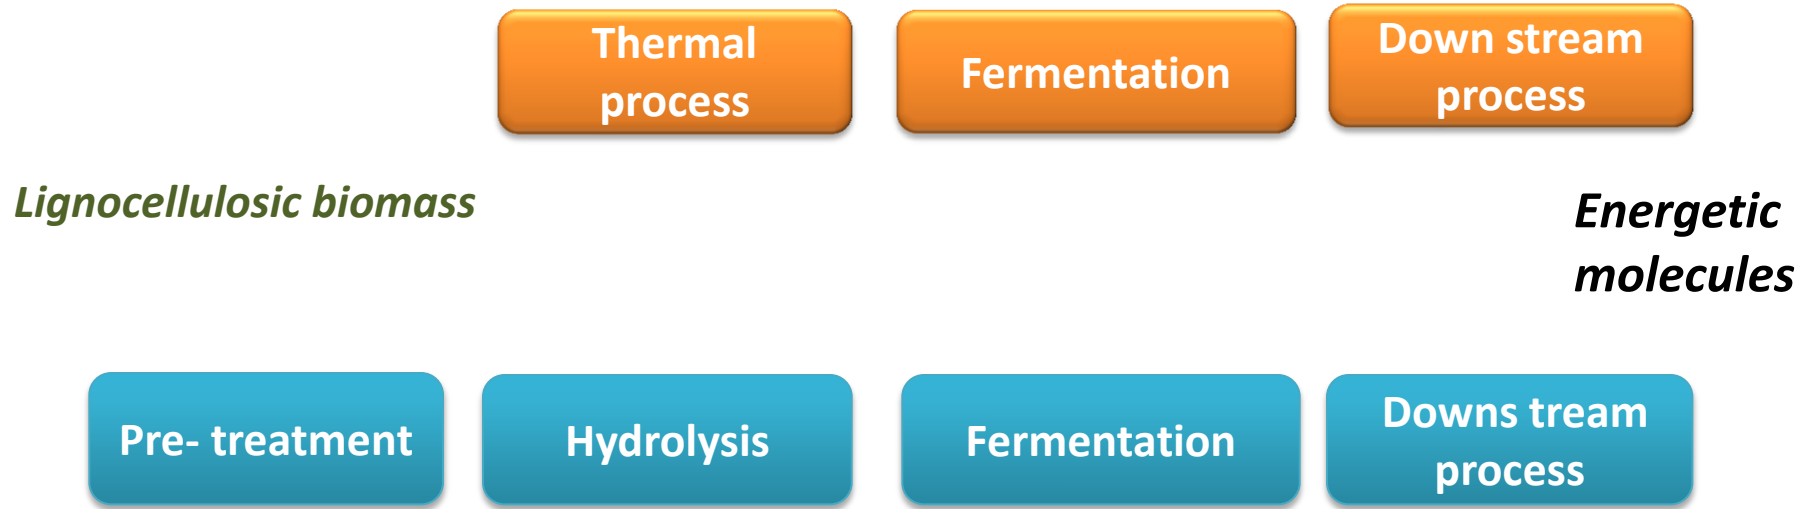 Thermal
process
Fermentation
Down stream
process
Lignocellulosic biomass
Energetic
molecules
Pre- treatment
Hydrolysis
Fermentation
Downs tream
process